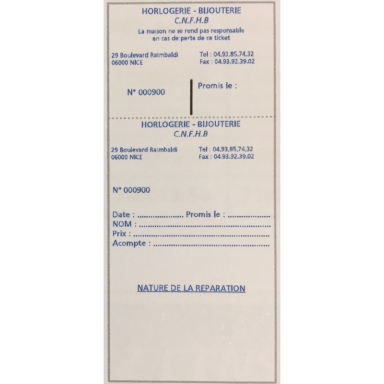 HORLOGERIE - BIJOUTERIE
C.N.F.H.B
La maison ne se rend pas responsable
en cas de perte de ce ticket
29 Boulevard Raimbaldi Tel : 04.93.85.74.32
06000 NICE Fax : 04.93.92.39.02
N° 000900 Promis le :
HORLOGERIE - BIJOUTERIE
C.N.F.H.B
29 Boulevard Raimbaldi Tel : 04.93.85.74.32
06000 NICE Fax : 04.93.92.39.02
N° 000900
Date : .................. Promis le : .................
NOM : ....................................................
Prix : ......................................................
Acompte : ..............................................
NATURE DE LA REPARATION